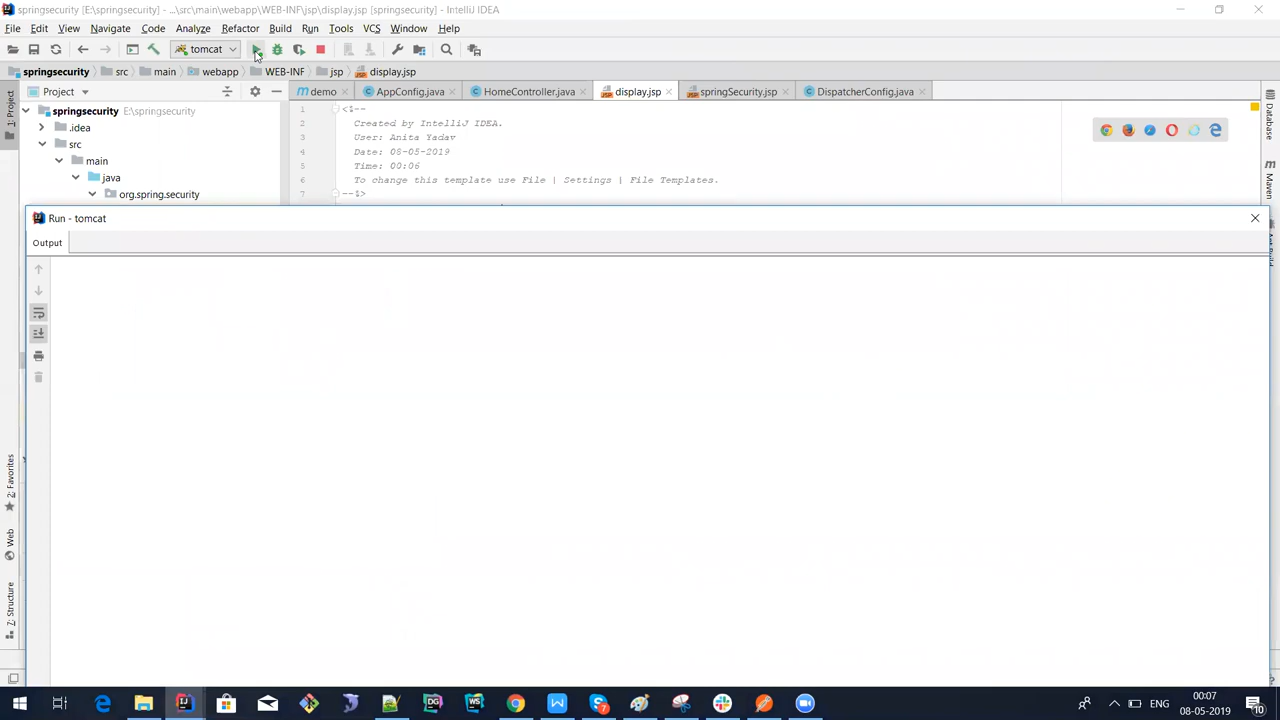 springsecurity [E:\springsecurity] - ...\src\main\webapp\WEB-INF\jsp\display.jsp [springsecurity] - IntelliJ IDEA
File Edit View Navigate Code Analyze Refactor Build Run Tools VCS Window Help
tomcat
springsecurity src main webapp WEB-INF jsp display.jsp
1: Project
Project
demo AppConfig.java HomeController.java display.jsp springSecurity.jsp DispatcherConfig.java
Database
Maven
springsecurity E:\springsecurity
.idea
src
main
java
org.spring.security
1 <%--
2 Created by IntelliJ IDEA.
3 User: Anita Yadav
4 Date: 08-05-2019
5 Time: 00:06
6 To change this template use File | Settings | File Templates.
7 --%>
Run - tomcat
Output
2: Favorites
Web
7: Structure
ENG
00:07
08-05-2019